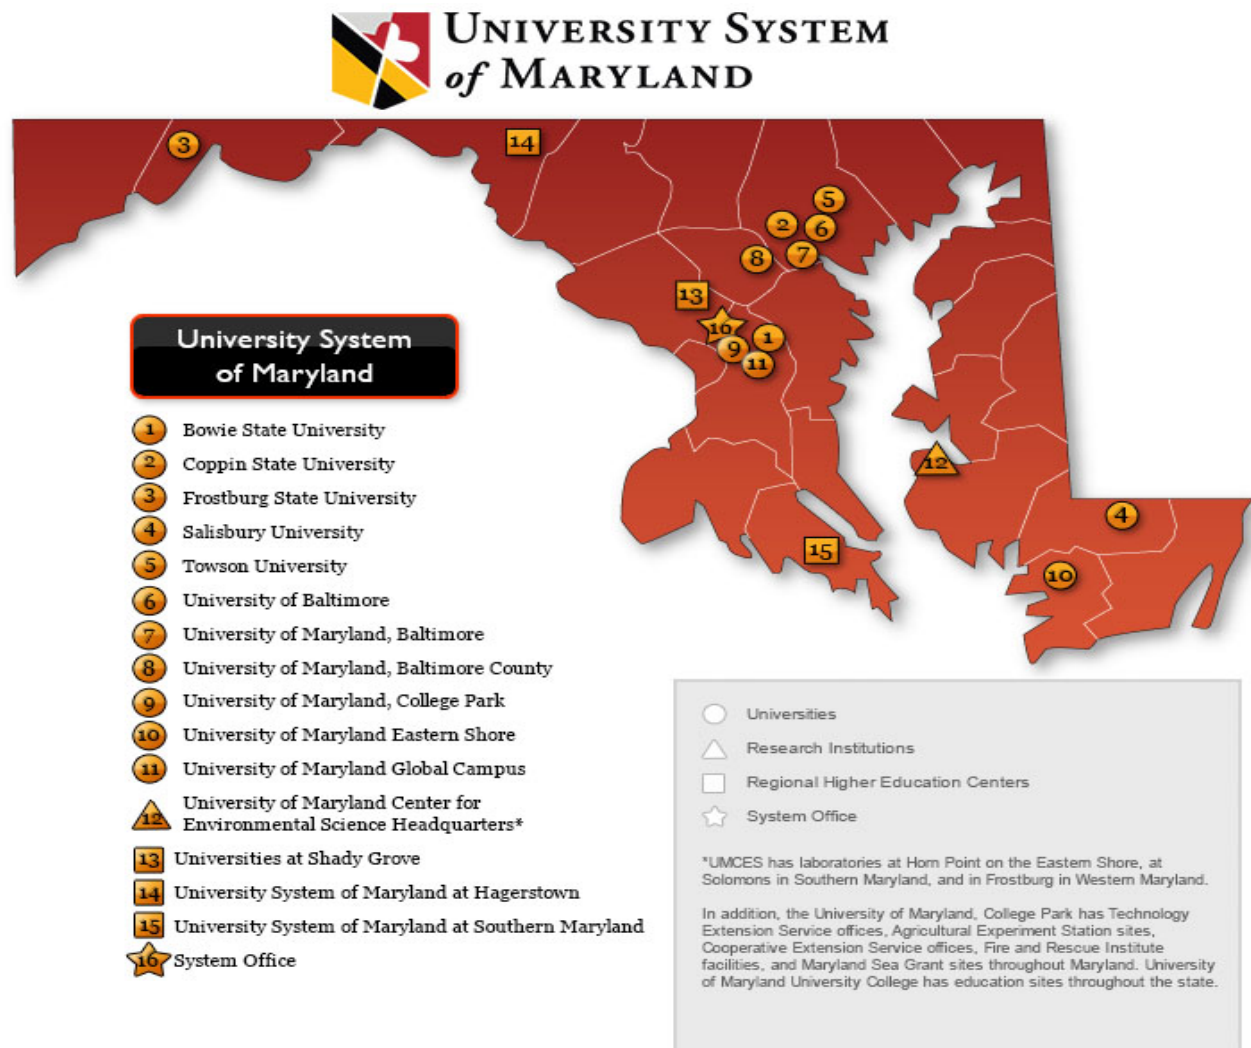 UNIVERSITY SYSTEM
of MARYLAND
3
14
5
2
6
7
8
13
16
1
9
11
12
4
15
10
University System
of Maryland
1 Bowie State University
2 Coppin State University
3 Frostburg State University
4 Salisbury University
5 Towson University
6 University of Baltimore
7 University of Maryland, Baltimore
8 University of Maryland, Baltimore County
9 University of Maryland, College Park
10 University of Maryland Eastern Shore
11 University of Maryland Global Campus
12 University of Maryland Center for
Environmental Science Headquarters*
13 Universities at Shady Grove
14 University System of Maryland at Hagerstown
15 University System of Maryland at Southern Maryland
16 System Office
Universities
Research Institutions
Regional Higher Education Centers
System Office
*UMCES has laboratories at Horn Point on the Eastern Shore, at
Solomons in Southern Maryland, and in Frostburg in Western Maryland.
In addition, the University of Maryland, College Park has Technology
Extension Service offices, Agricultural Experiment Station sites,
Cooperative Extension Service offices, Fire and Rescue Institute
facilities, and Maryland Sea Grant sites throughout Maryland. University
of Maryland University College has education sites throughout the state.